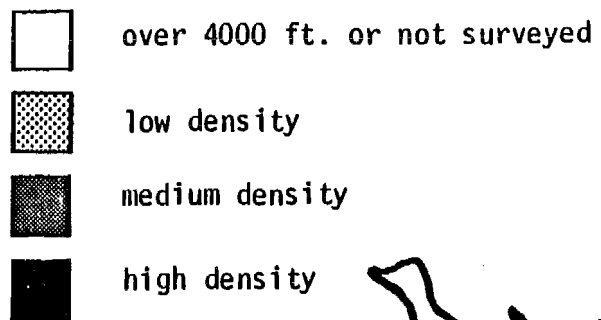 over 4000 ft. or not surveyed
low density
medium density
high density